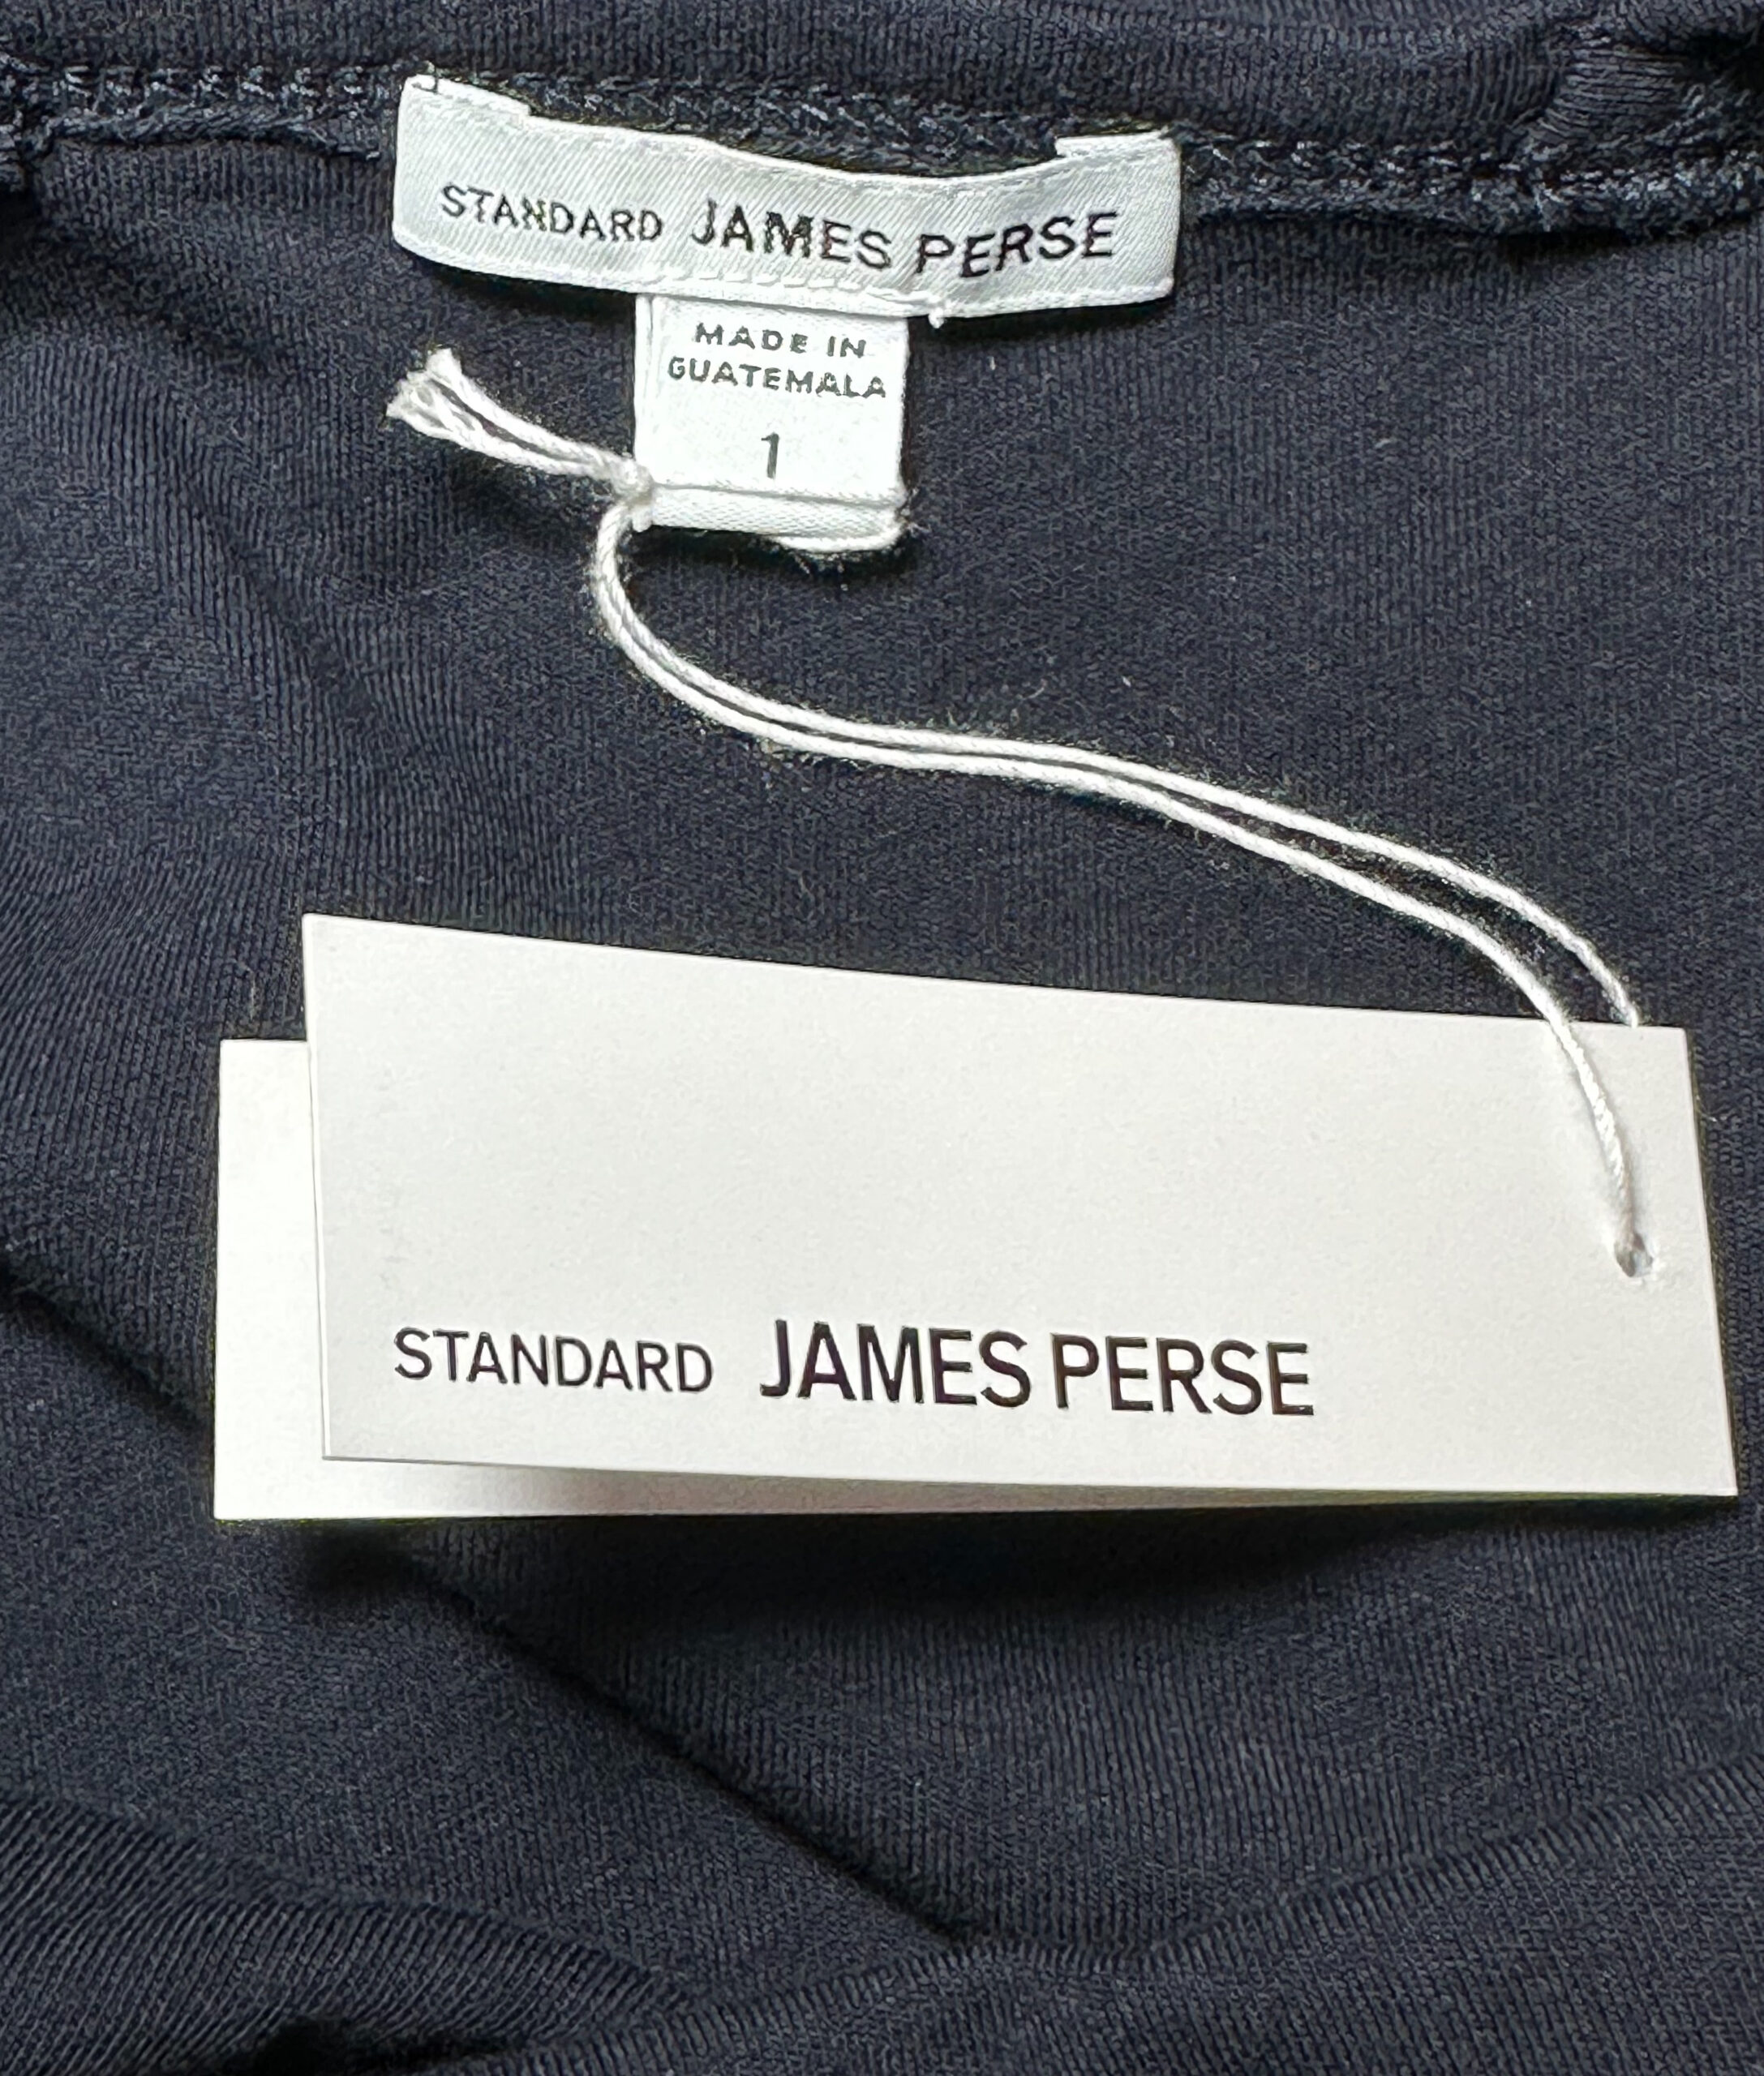 STANDARD JAMES PERSE
MADE IN
GUATEMALA
1
STANDARD JAMES PERSE